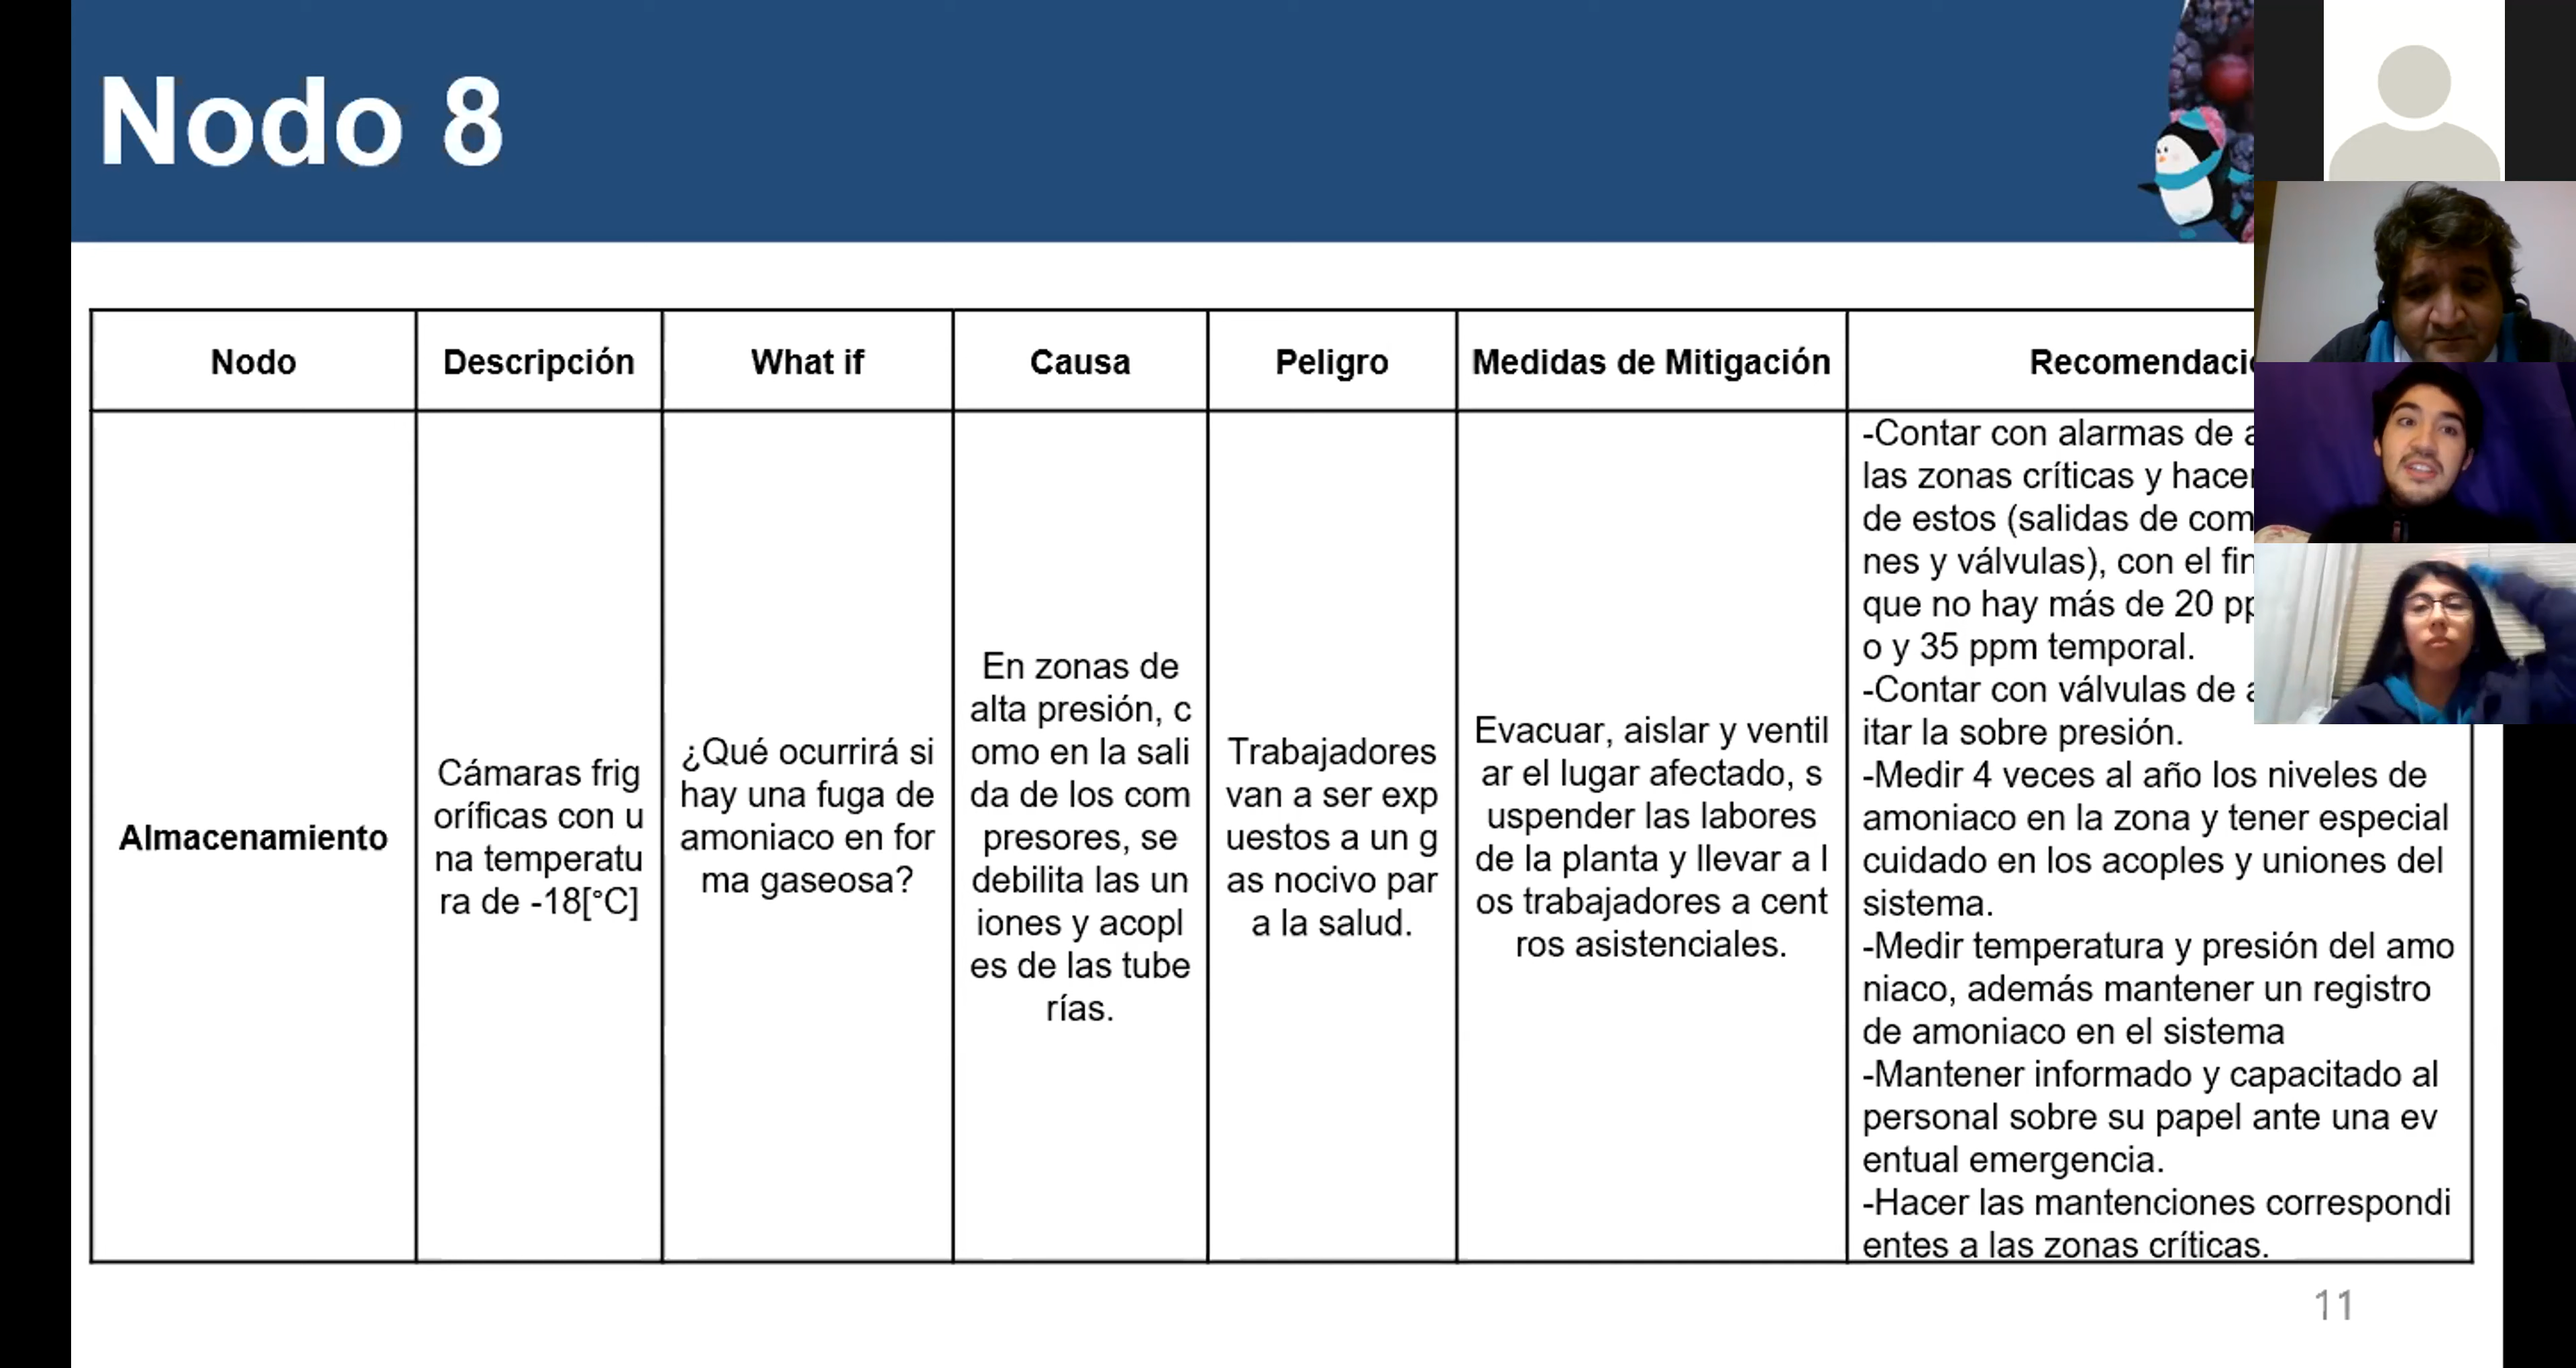 Nodo 8
Nodo
Descripción
What if
Causa
Peligro
Medidas de Mitigación
Almacenamiento
Cámaras frig
oríficas con u
na temperatu
ra de -18[°C]
¿Qué ocurrirá si
hay una fuga de
amoniaco en for
ma gaseosa?
En zonas de
alta presión, c
omo en la sali
da de los com
presores, se
debilita las un
iones y acopl
es de las tube
rías.
Trabajadores
van a ser exp
uestos a un g
as nocivo par
a la salud.
Evacuar, aislar y ventil
ar el lugar afectado, s
uspender las labores
de la planta y llevar a l
os trabajadores a cent
ros asistenciales.
-Contar con alarmas de
las zonas críticas y
de estos (salidas de
nes y válvulas), con el fin
que no hay más de 20
o y 35 ppm temporal.
-Contar con válvulas de
itar la sobre presión.
-Medir 4 veces al año los niveles de
amoniaco en la zona y tener especial
cuidado en los acoples y uniones del
sistema.
-Medir temperatura y presión del amo
niaco, además mantener un registro
de amoniaco en el sistema
-Mantener informado y capacitado al
personal sobre su papel ante una ev
entual emergencia.
-Hacer las mantenciones correspondi
entes a las zonas críticas.
11